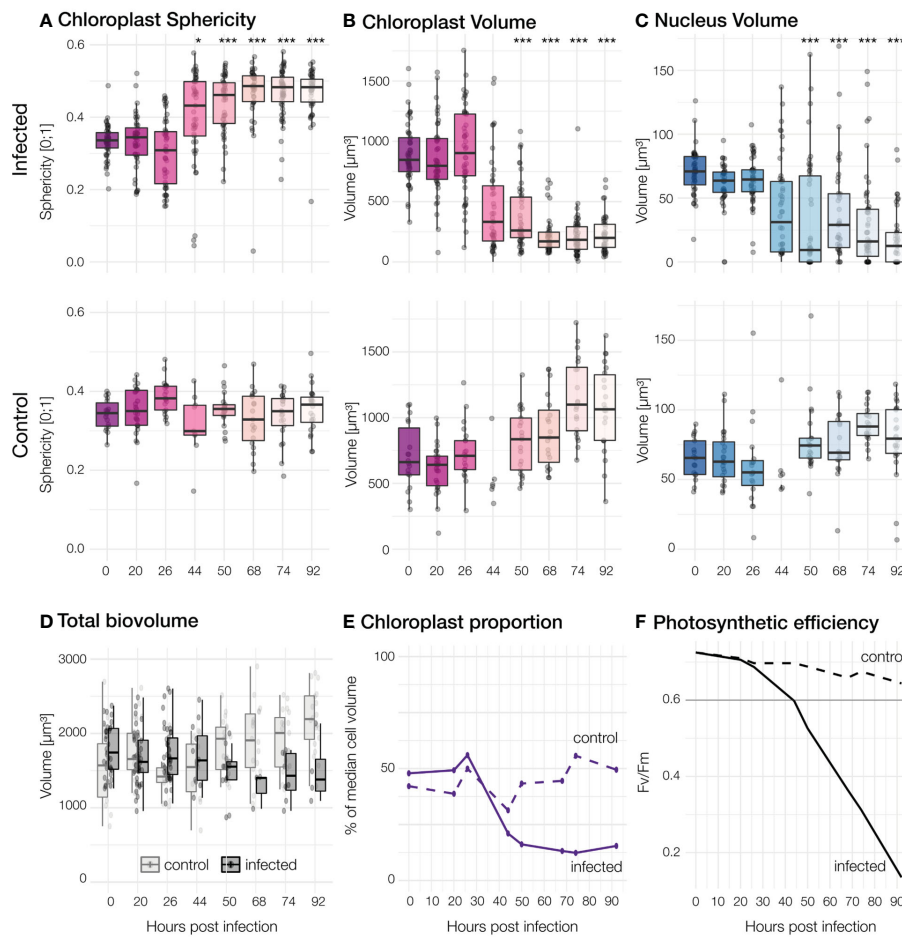 A Chloroplast Sphericity
B Chloroplast Volume
C Nucleus Volume
Infected
Sphericity [0;1]
0.6
0.4
0.2
0.0
* *** *** *** ***
Volume [µm³]
1500
1000
500
0
*** *** *** ***
Volume [µm³]
150
100
50
0
*** *** *** ***
Control
Sphericity [0;1]
0.6
0.4
0.2
0.0
0 20 26 44 50 68 74 92
Volume [µm³]
1500
1000
500
0
0 20 26 44 50 68 74 92
Volume [µm³]
150
100
50
0
0 20 26 44 50 68 74 92
D Total biovolume
Volume [µm³]
3000
2000
1000
0
control infected
0 20 26 44 50 68 74 92
Hours post infection
E Chloroplast proportion
% of median cell volume
100
50
0
control
infected
0 10 20 30 40 50 60 70 80 90
Hours post infection
F Photosynthetic efficiency
Fv/Fm
0.6
0.4
0.2
control
infected
0 10 20 30 40 50 60 70 80 90
Hours post infection